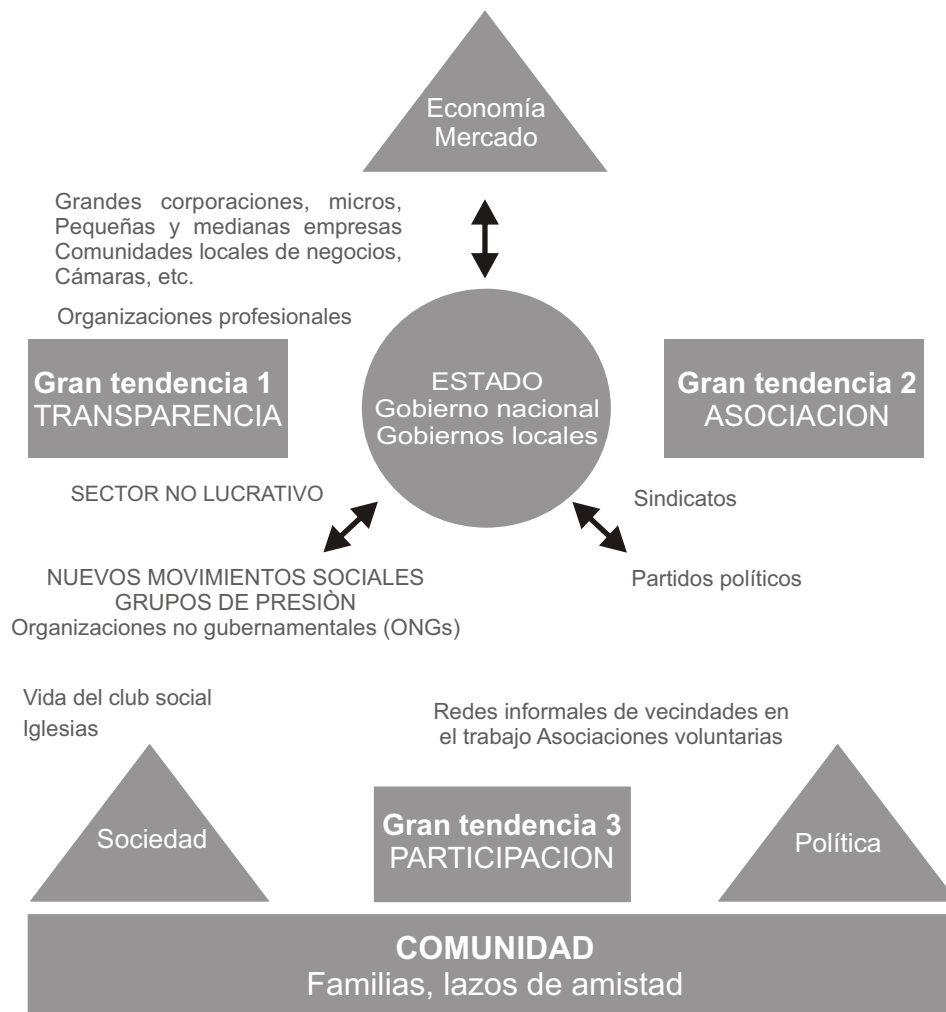 Economía
Mercado
Grandes corporaciones, micros,
Pequeñas y medianas empresas
Comunidades locales de negocios,
Cámaras, etc.
Organizaciones profesionales
Gran tendencia 1
TRANSPARENCIA
ESTADO
Gobierno nacional
Gobiernos locales
Gran tendencia 2
ASOCIACION
SECTOR NO LUCRATIVO
Sindicatos
NUEVOS MOVIMIENTOS SOCIALES
GRUPOS DE PRESIÒN
Organizaciones no gubernamentales (ONGs)
Partidos políticos
Vida del club social
Iglesias
Redes informales de vecindades en
el trabajo Asociaciones voluntarias
Sociedad
Gran tendencia 3
PARTICIPACION
Política
COMUNIDAD
Familias, lazos de amistad